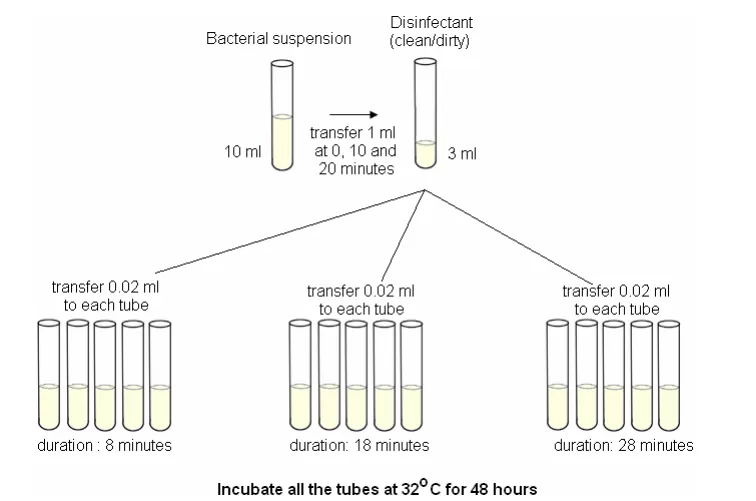 Bacterial suspension
Disinfectant
(clean/dirty)
10 ml
transfer 1 ml
at 0, 10 and
20 minutes
3 ml
transfer 0.02 ml
to each tube
transfer 0.02 ml
to each tube
transfer 0.02 ml
to each tube
duration : 8 minutes
duration: 18 minutes
duration: 28 minutes
Incubate all the tubes at 32⁰ C for 48 hours